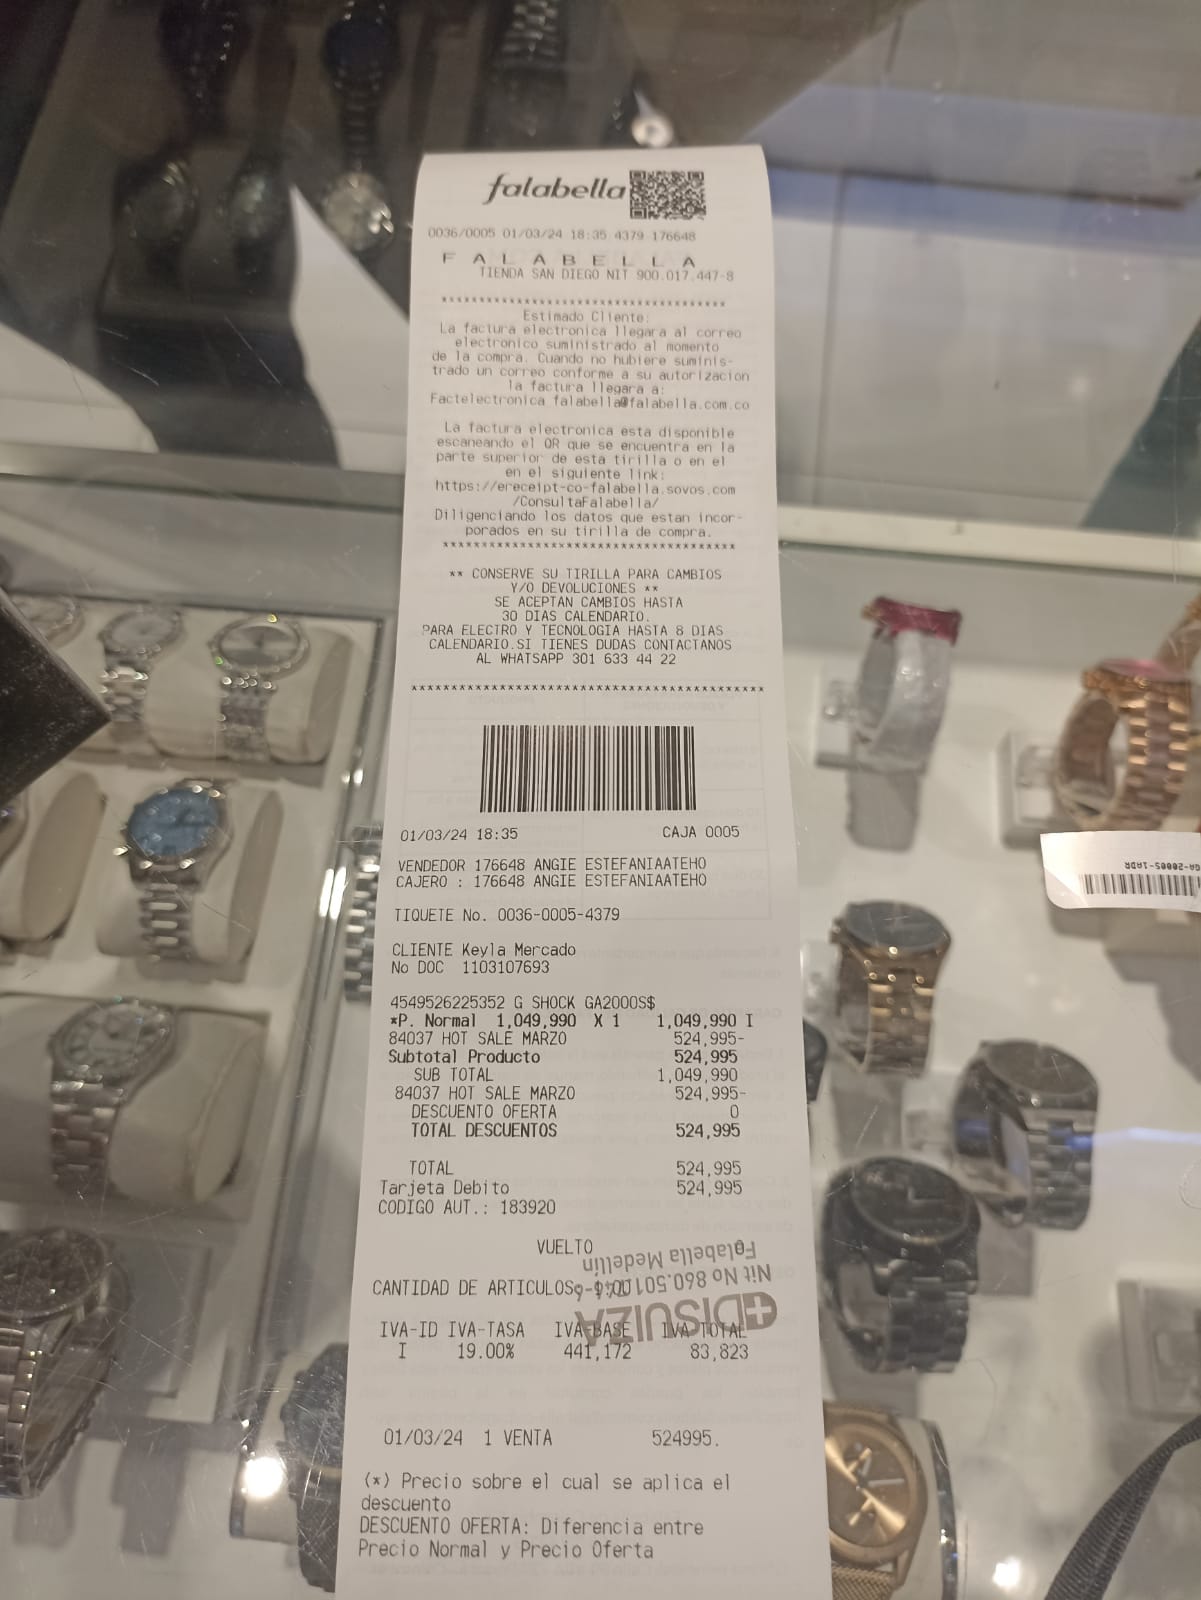 falabella
0036/0005 01/03/24 18:35 4379 176648
F A L A B E L L A
TIENDA SAN DIEGO NIT 900.017.447-8
*************************************
Estimado Cliente:
La factura electronica llegara al correo
electronico suministrado al momento
de la compra. Cuando no hubiere suminis-
trado un correo conforme a su autorizacion
la factura llegara a:
Factelectronica falabella@falabella.com.co
La factura electronica esta disponible
escaneando el QR que se encuentra en la
parte superior de esta tirilla o en el
en el siguiente link:
https://ereceipt-co-falabella.sovos.com
/ConsultaFalabella/
Diligenciando los datos que estan incor-
porados en su tirilla de compra.
**************************************
** CONSERVE SU TIRILLA PARA CAMBIOS
Y/O DEVOLUCIONES **
SE ACEPTAN CAMBIOS HASTA
30 DIAS CALENDARIO.
PARA ELECTRO Y TECNOLOGIA HASTA 8 DIAS
CALENDARIO.SI TIENES DUDAS CONTACTANOS
AL WHATSAPP 301 633 44 22
*********************************************
01/03/24 18:35 CAJA 0005
VENDEDOR 176648 ANGIE ESTEFANIAATEHO
CAJERO : 176648 ANGIE ESTEFANIAATEHO
TIQUETE No. 0036-0005-4379
CLIENTE Keyla Mercado
No DOC 1103107693
4549526225352 G SHOCK GA2000S$
*P. Normal 1,049,990 X 1 1,049,990 I
84037 HOT SALE MARZO 524,995-
Subtotal Producto 524,995
SUB TOTAL 1,049,990
84037 HOT SALE MARZO 524,995-
DESCUENTO OFERTA 0
TOTAL DESCUENTOS 524,995
TOTAL 524,995
Tarjeta Debito 524,995
CODIGO AUT.: 183920
VUELTO
Falabella Medellín
CANTIDAD DE ARTICULOS
Nit No 860.501
DISUIZA
IVA-ID IVA-TASA IVA-BASE IVA TOTAL
I 19.00% 441,172 83,823
01/03/24 1 VENTA 524995.
(*) Precio sobre el cual se aplica el
descuento
DESCUENTO OFERTA: Diferencia entre
Precio Normal y Precio Oferta
GA-2000S-1ADR